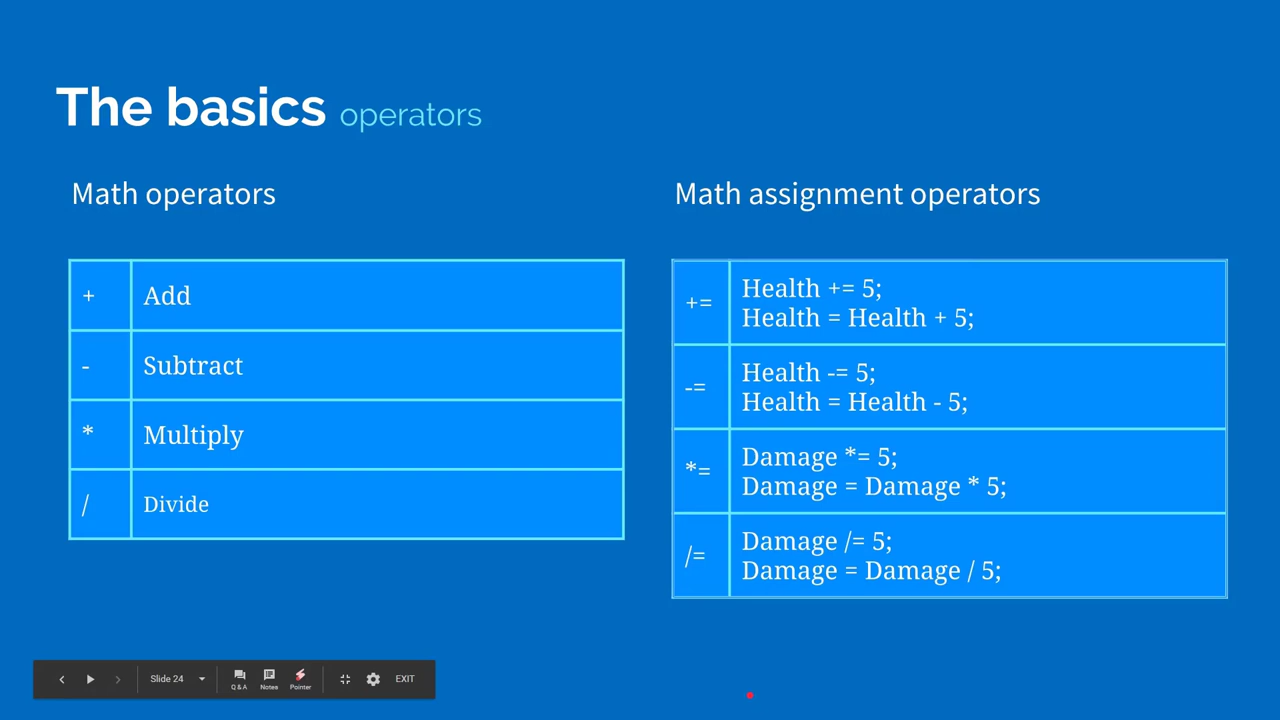 The basics operators
Math operators
+ Add
- Subtract
* Multiply
/ Divide
Math assignment operators
+= Health += 5;
Health = Health + 5;
-= Health -= 5;
Health = Health - 5;
*= Damage *= 5;
Damage = Damage * 5;
/= Damage /= 5;
Damage = Damage / 5;
Slide 24 Q & A Notes Pointer EXIT